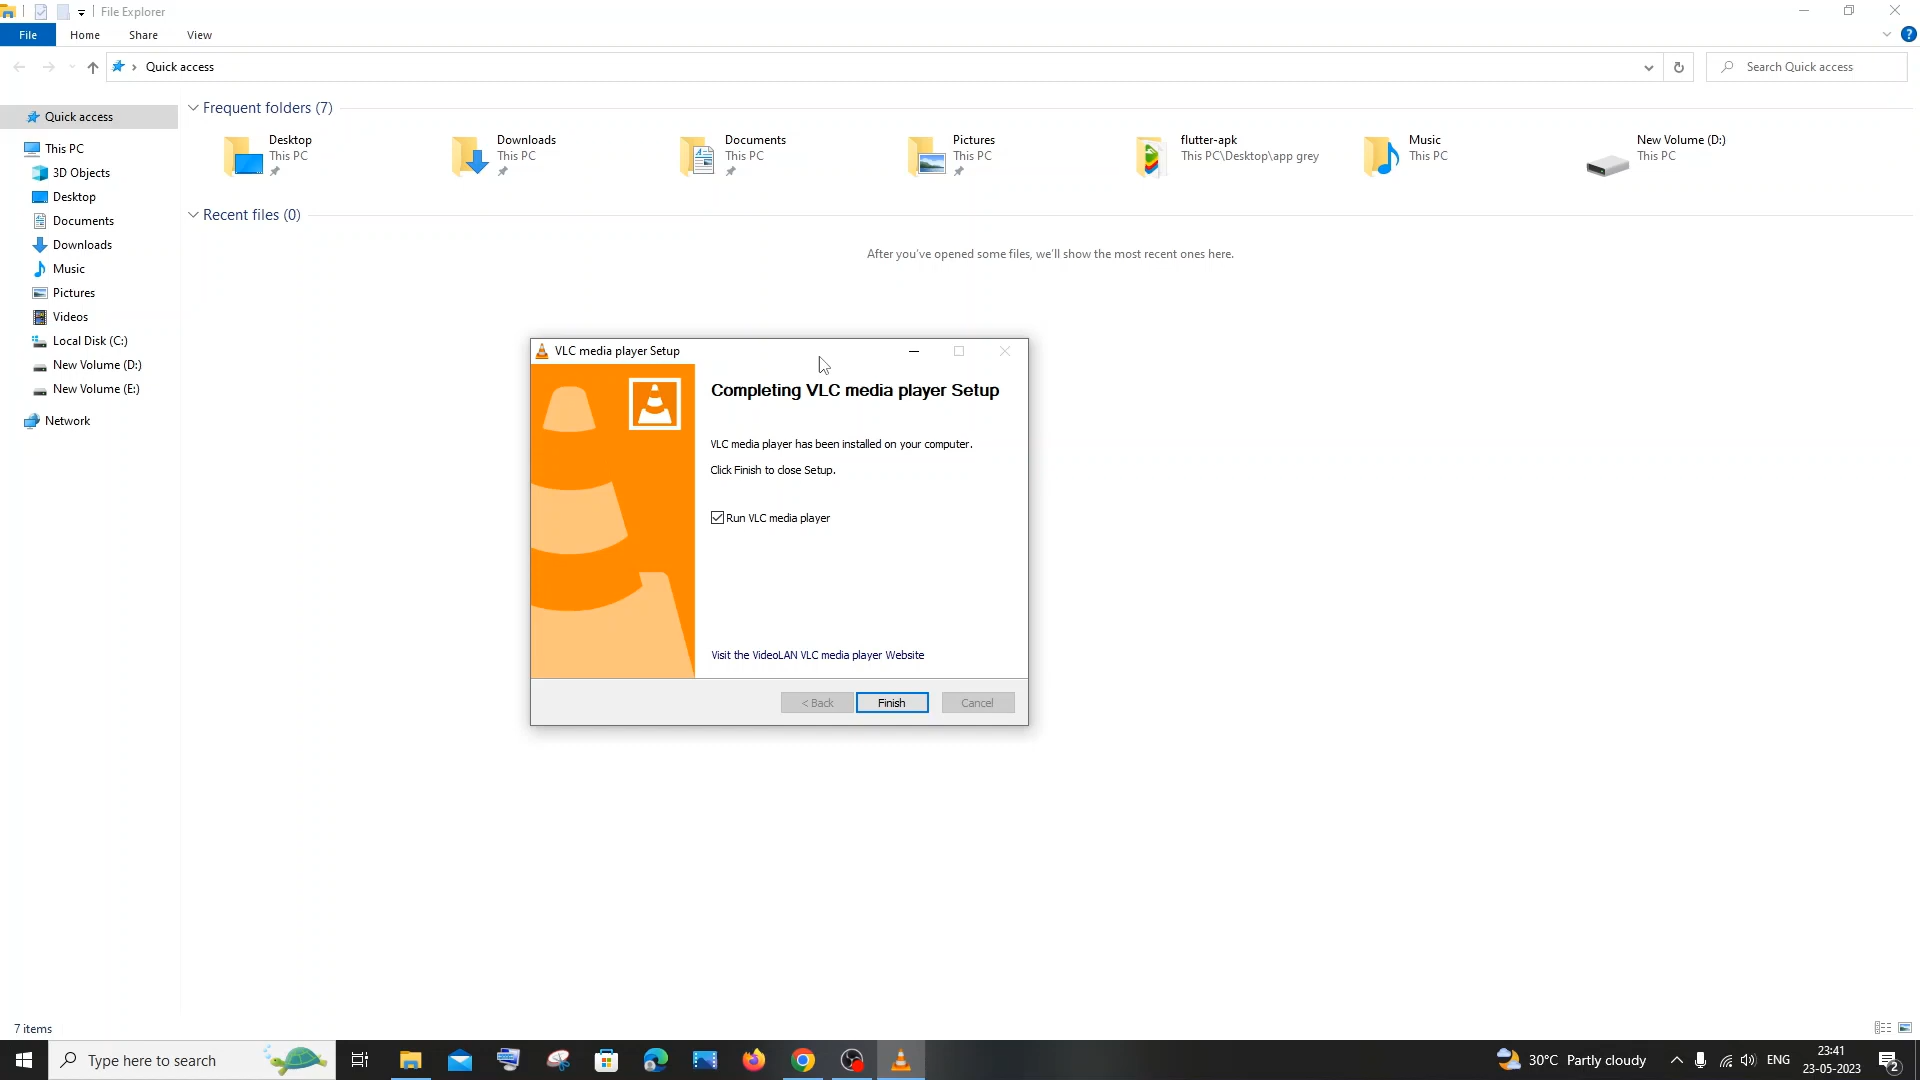 File Explorer
File
Home
Share
View
Quick access
Search Quick access
Quick access
This PC
3D Objects
Desktop
Documents
Downloads
Music
Pictures
Videos
Local Disk (C:)
New Volume (D:)
New Volume (E:)
Network
Frequent folders (7)
Desktop
This PC
Downloads
This PC
Documents
This PC
Pictures
This PC
flutter-apk
This PC\Desktop\app grey
Music
This PC
New Volume (D:)
This PC
Recent files (0)
After you've opened some files, we'll show the most recent ones here.
VLC media player Setup
Completing VLC media player Setup
VLC media player has been installed on your computer.
Click Finish to close Setup.
Run VLC media player
Visit the VideoLAN VLC media player Website
< Back
Finish
Cancel
7 items
Type here to search
30°C Partly cloudy
ENG
23:41
23-05-2023
2